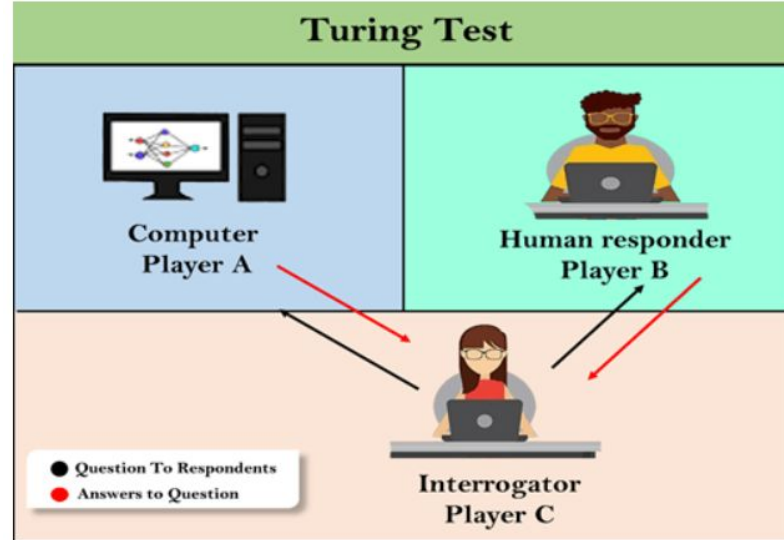 Turing Test
Computer
Player A
Human responder
Player B
Question To Respondents
Answers to Question
Interrogator
Player C